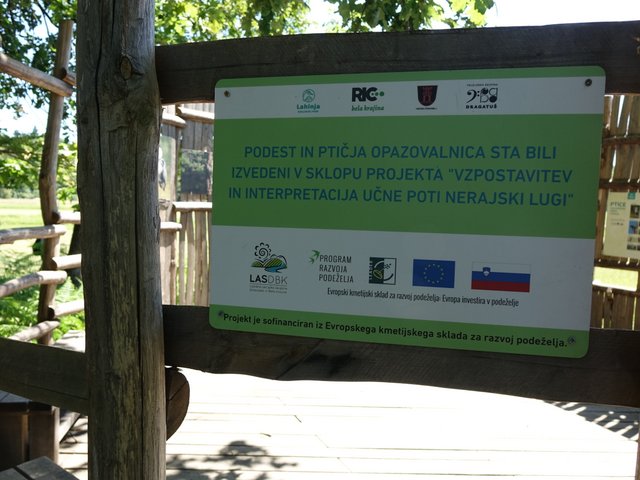 Lahinja
RIC
bela krajina
DRAGATUŠ
PODEST IN PTIČJA OPAZOVALNICA STA BILI
IZVEDENI V SKLOPU PROJEKTA "VZPOSTAVITEV
IN INTERPRETACIJA UČNE POTI NERAJSKI LUGI"
LASDBK
PROGRAM
RAZVOJA
PODEŽELJA
Evropski kmetijski sklad za razvoj podeželja: Evropa investira v podeželje
Projekt je sofinanciran iz Evropskega kmetijskega sklada za razvoj podeželja.
PTICE